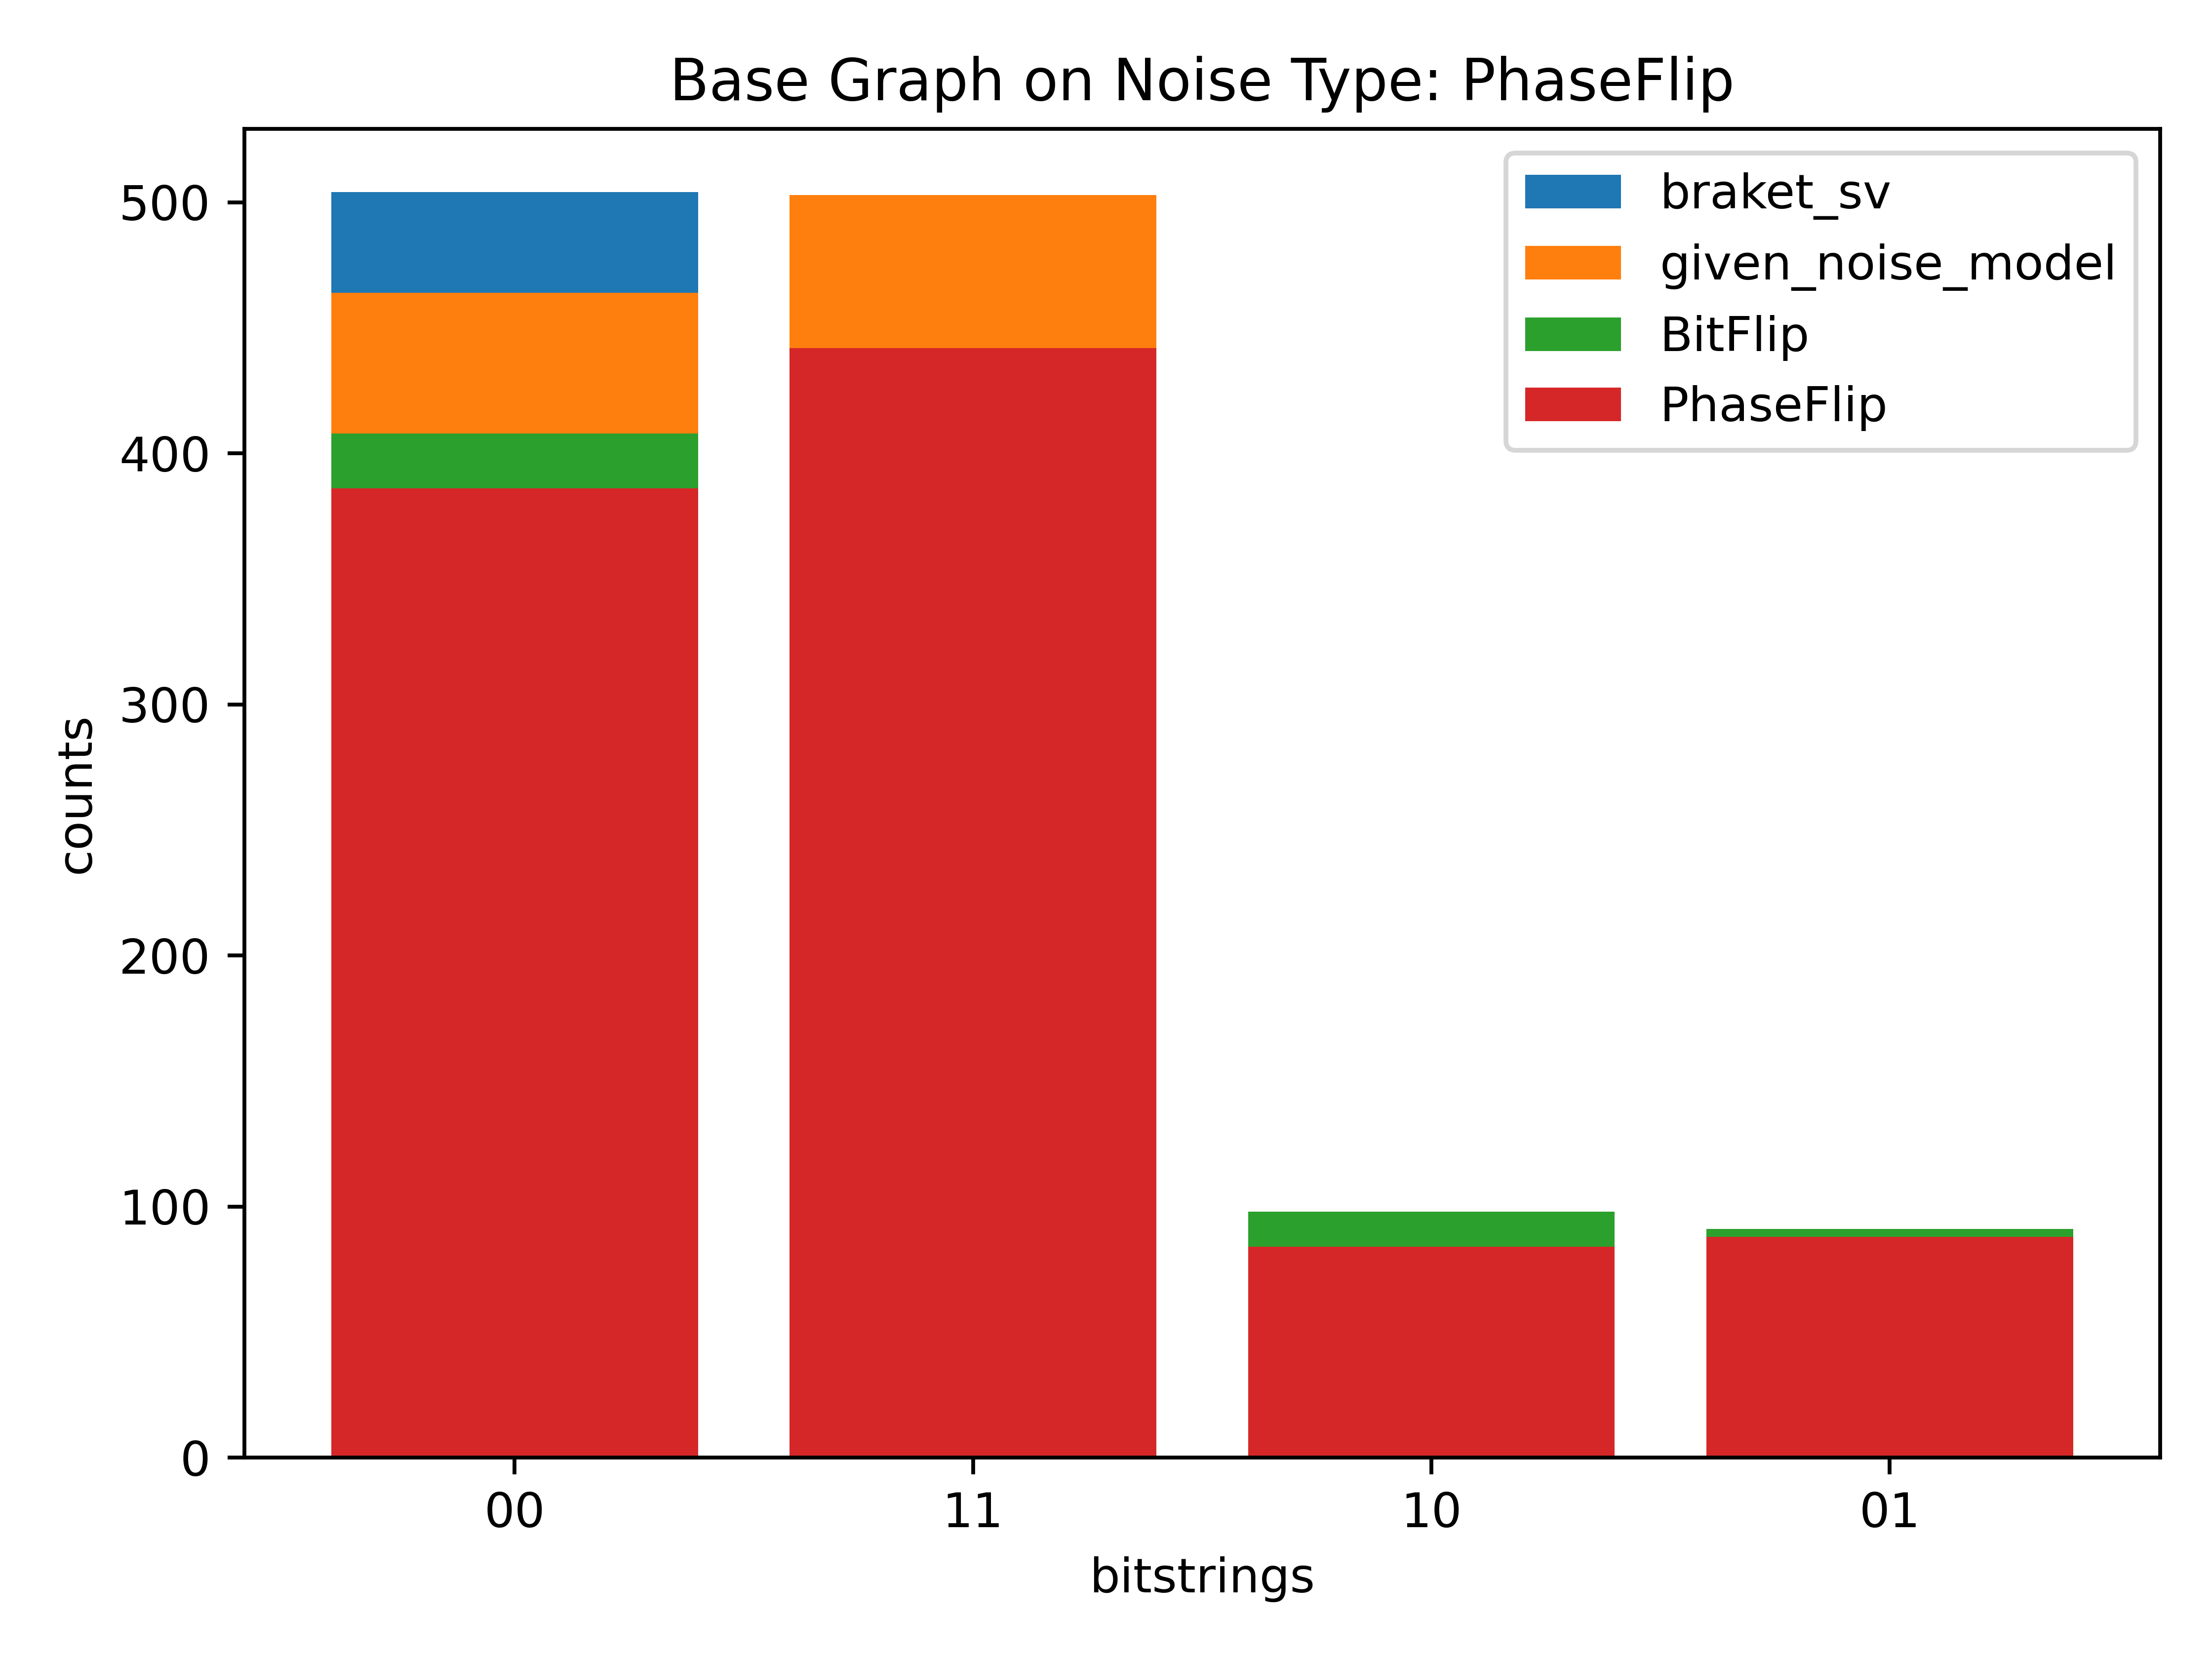 Base Graph on Noise Type: PhaseFlip
braket_sv
given_noise_model
BitFlip
PhaseFlip
500
400
300
200
100
0
counts
00 11 10 01
bitstrings